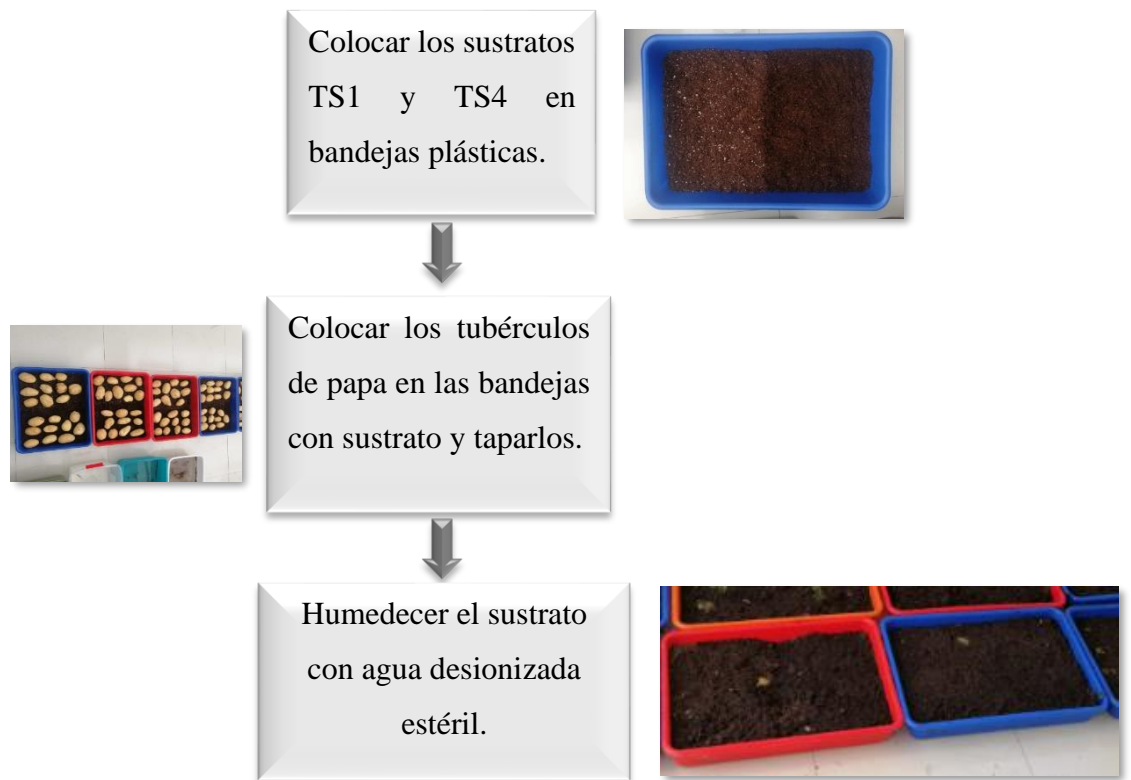 Colocar los sustratos
TS1 y TS4 en
bandejas plásticas.
Colocar los tubérculos
de papa en las bandejas
con sustrato y taparlos.
Humedecer el sustrato
con agua desionizada
estéril.